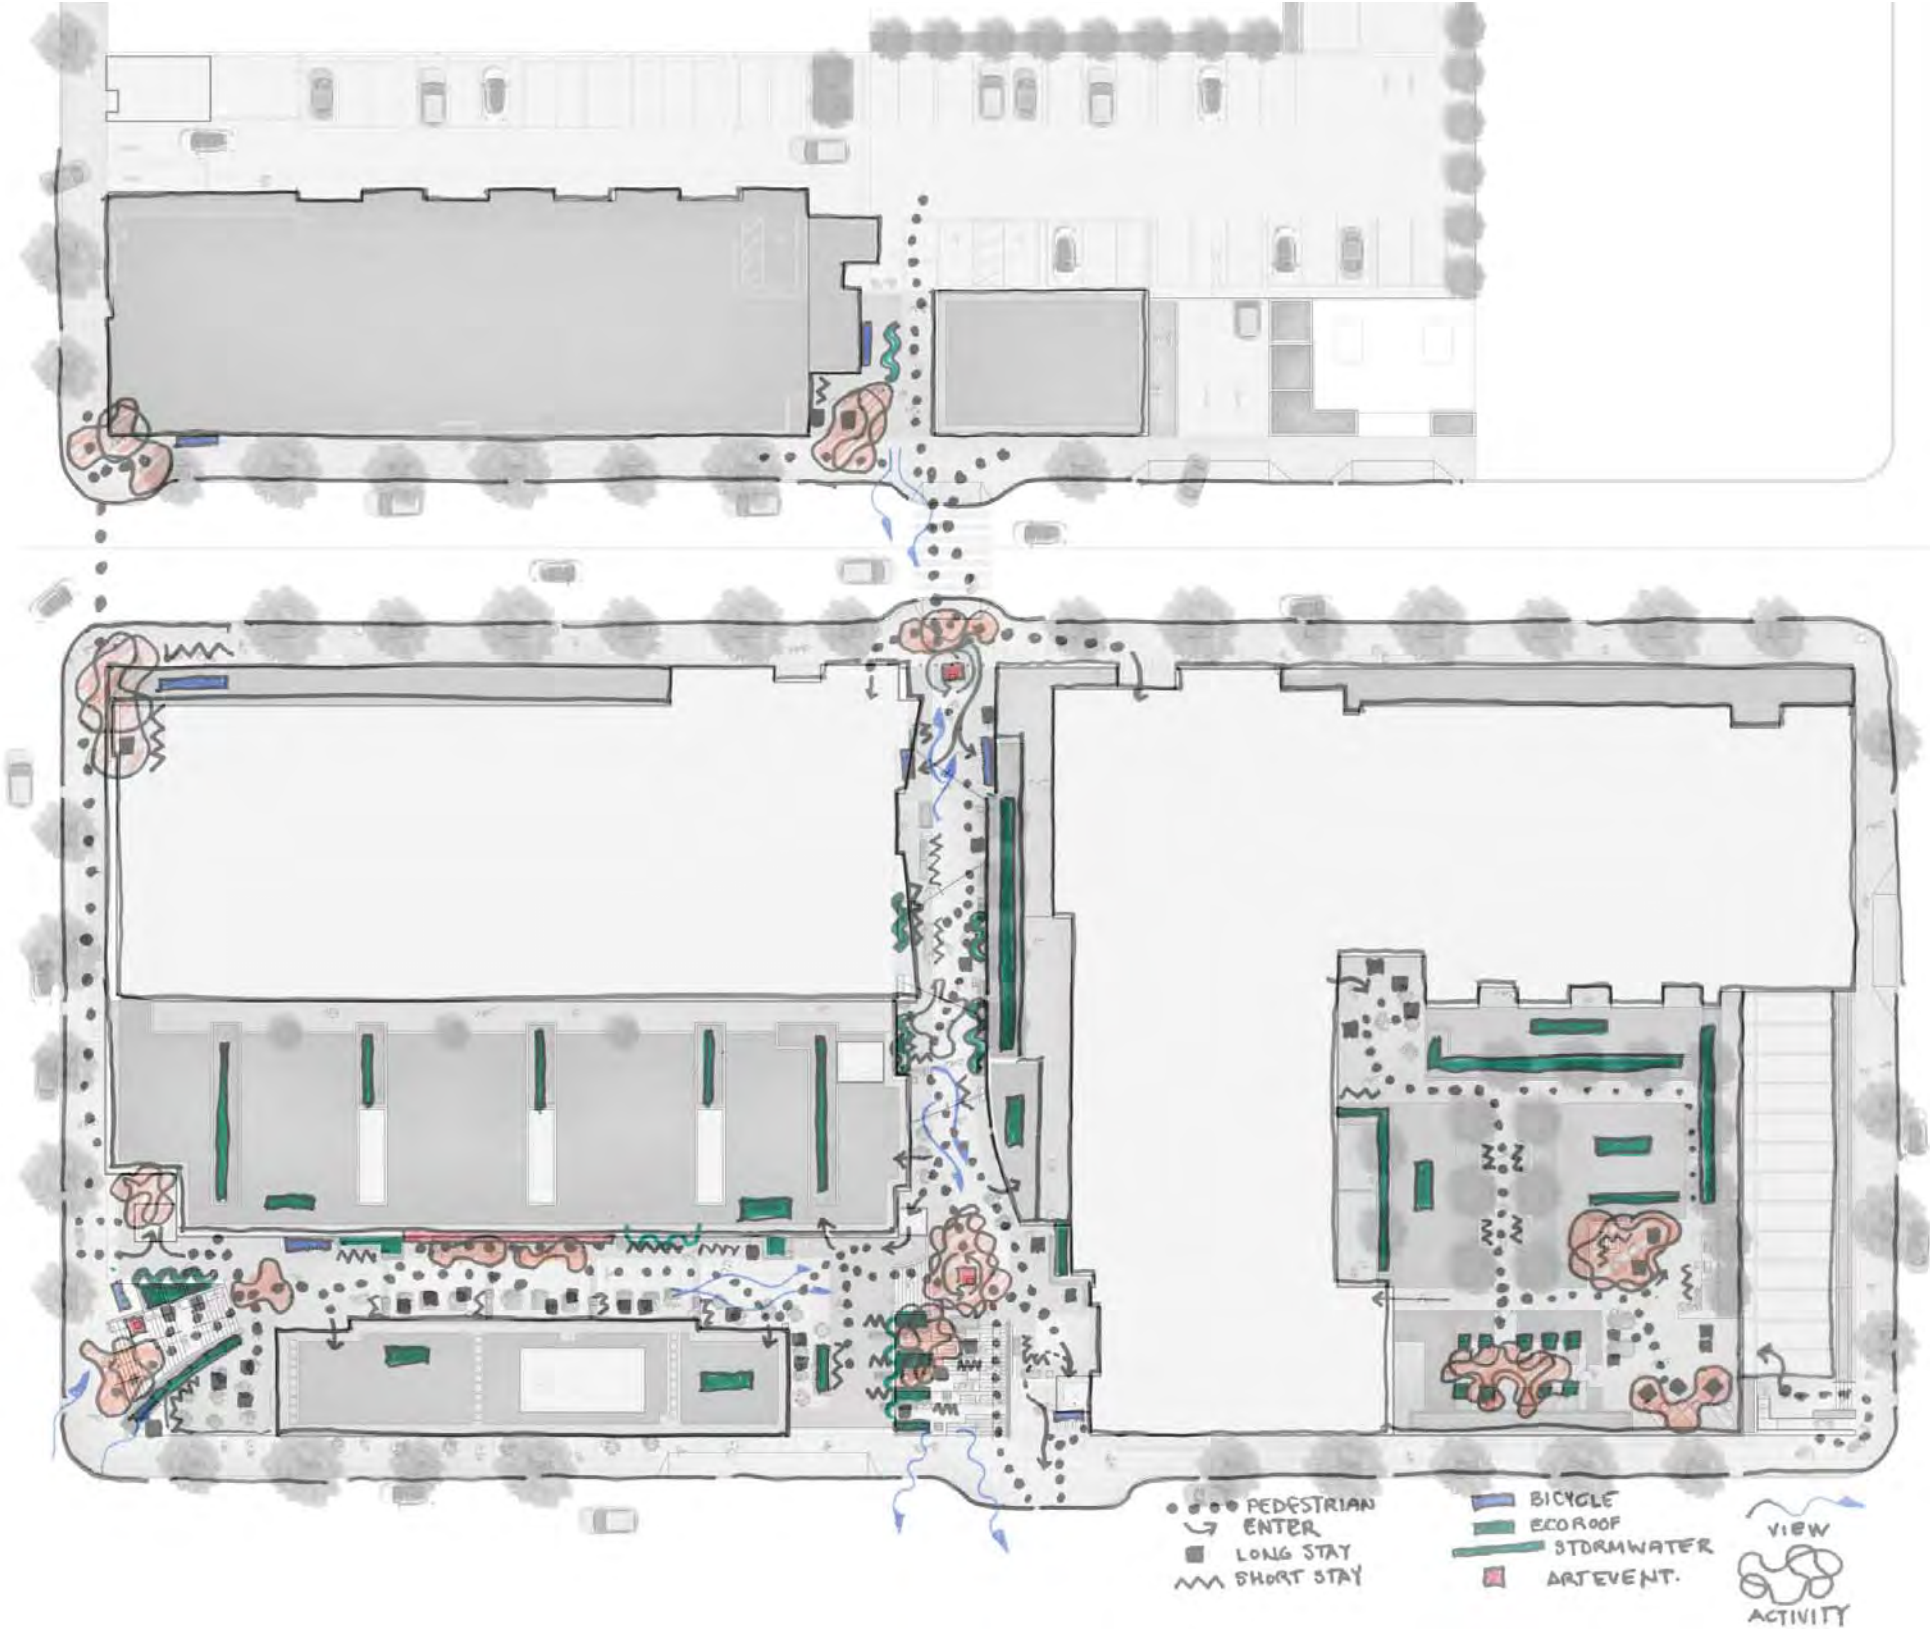 PEDESTRIAN
ENTER
LONG STAY
SHORT STAY
BICYCLE
ECOROOF
STORMWATER
ART EVENT.
VIEW
ACTIVITY